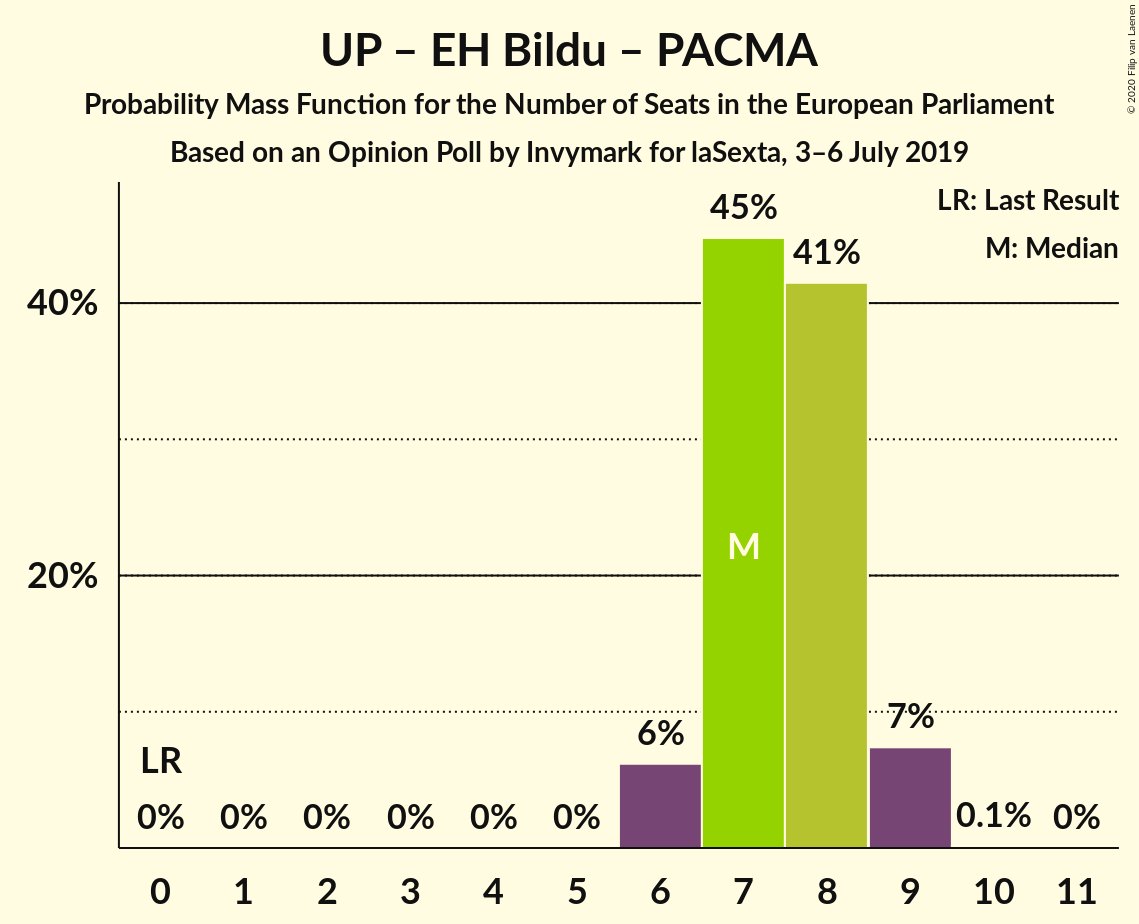 UP – EH Bildu – PACMA
Probability Mass Function for the Number of Seats in the European Parliament
Based on an Opinion Poll by Invymark for laSexta, 3–6 July 2019
© 2020 Filip van Laenen
LR: Last Result
M: Median
45%
41%
40%
M
20%
7%
6%
LR
0% 0% 0% 0% 0% 0% 0.1% 0%
0 1 2 3 4 5 6 7 8 9 10 11